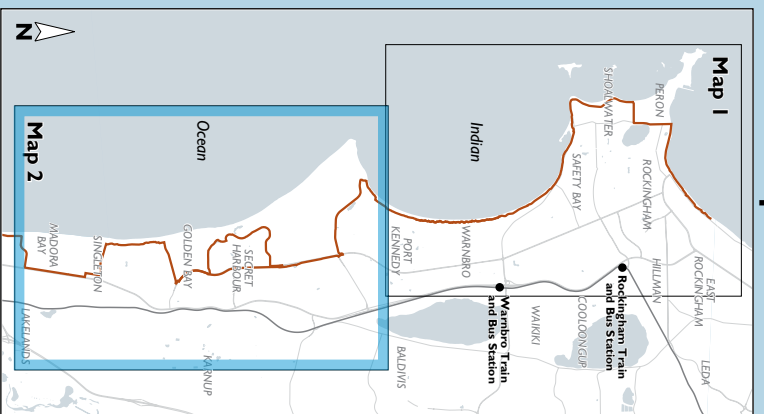 N
Map 1
PERON
SHOALWATER
ROCKINGHAM
SAFETY BAY
Indian
EAST
ROCKINGHAM
HILLMAN
Rockingham Train
and Bus Station
LEDA
COOLOONGUP
WAIKIKI
WARNBRO
Warnbro Train
and Bus Station
PORT
KENNEDY
BALDIVIS
Ocean
SECRET
HARBOUR
GOLDEN BAY
KARNUP
SINGLETON
MADORA
BAY
LAKELANDS
Map 2